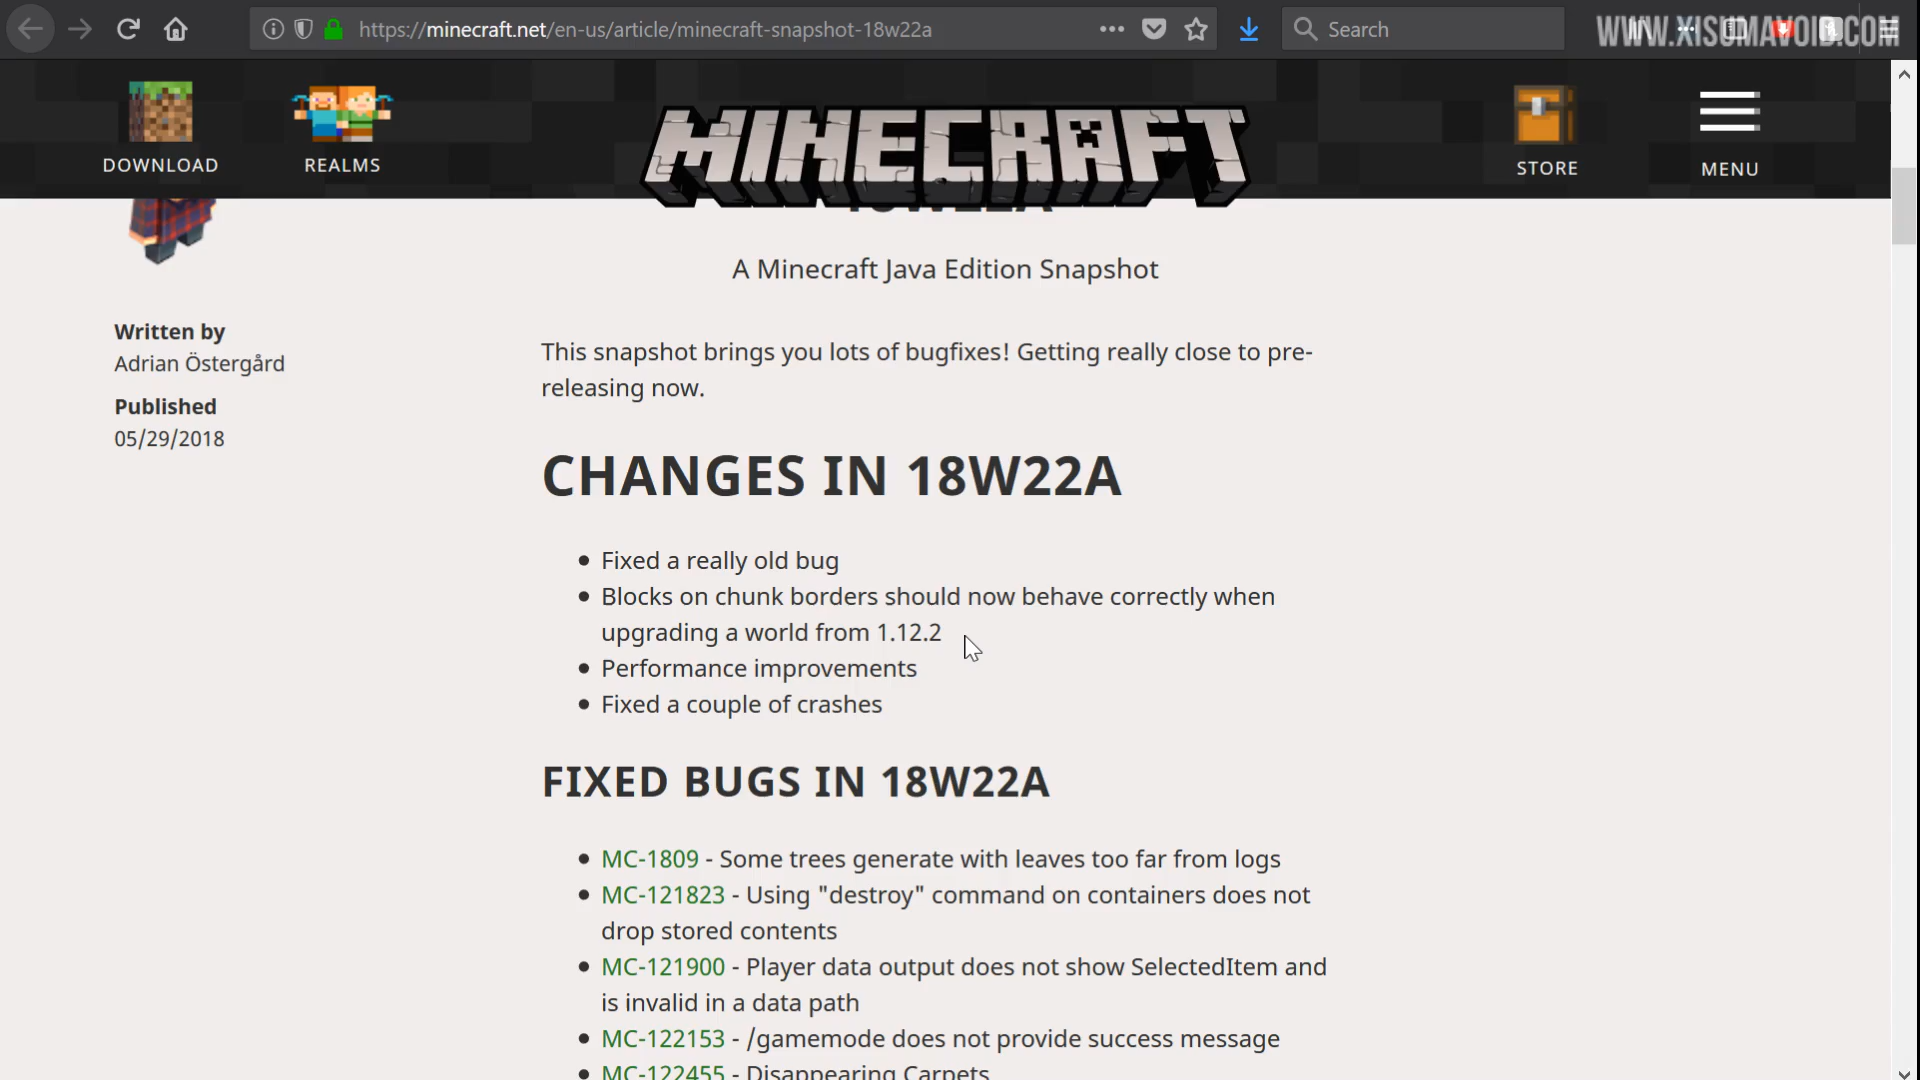 https://minecraft.net/en-us/article/minecraft-snapshot-18w22a
Search
WWW.XISUMAVOID.COM
DOWNLOAD
REALMS
MINECRAFT
STORE
MENU
A Minecraft Java Edition Snapshot
Written by
Adrian Östergård
Published
05/29/2018
This snapshot brings you lots of bugfixes! Getting really close to pre-
releasing now.
CHANGES IN 18W22A
• Fixed a really old bug
• Blocks on chunk borders should now behave correctly when
upgrading a world from 1.12.2
• Performance improvements
• Fixed a couple of crashes
FIXED BUGS IN 18W22A
• MC-1809 - Some trees generate with leaves too far from logs
• MC-121823 - Using "destroy" command on containers does not
drop stored contents
• MC-121900 - Player data output does not show SelectedItem and
is invalid in a data path
• MC-122153 - /gamemode does not provide success message
• MC-122455 - Disappearing Carpets